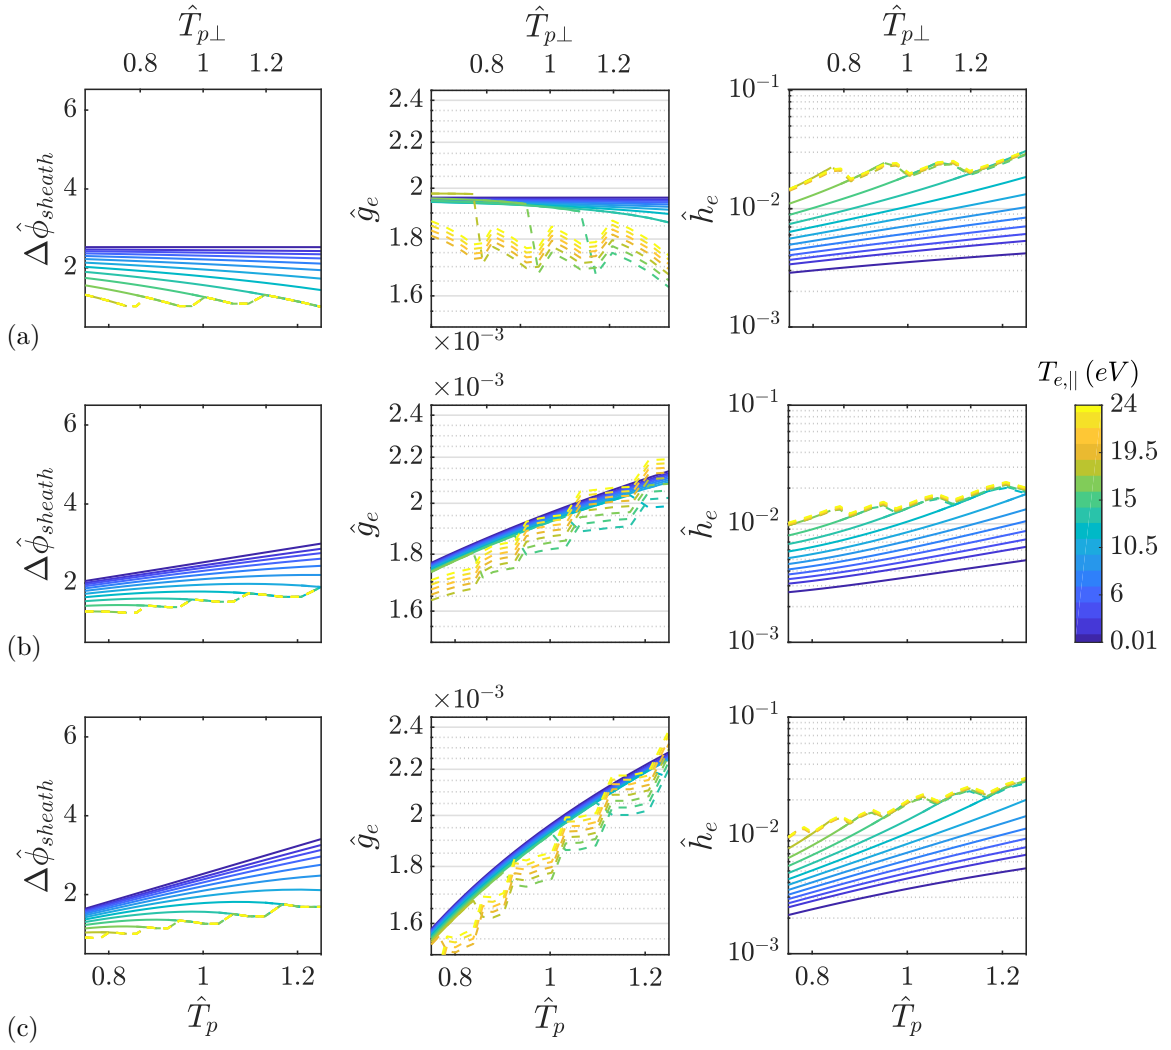 T̂p⊥ T̂p⊥ T̂p⊥
0.8 1 1.2 0.8 1 1.2 0.8 1 1.2
(a) Δϕ̂sheath 6 4 2
ĝe 2.4 2.2 2 1.8 1.6
×10⁻³
ĥe 10⁻¹ 10⁻² 10⁻³
Te,|| (eV)
24
19.5
15
10.5
6
0.01
(b) Δϕ̂sheath 6 4 2
×10⁻³
ĝe 2.4 2.2 2 1.8 1.6
ĥe 10⁻¹ 10⁻² 10⁻³
(c) Δϕ̂sheath 6 4 2
×10⁻³
ĝe 2.4 2.2 2 1.8 1.6
ĥe 10⁻¹ 10⁻² 10⁻³
0.8 1 1.2 0.8 1 1.2 0.8 1 1.2
T̂p T̂p T̂p